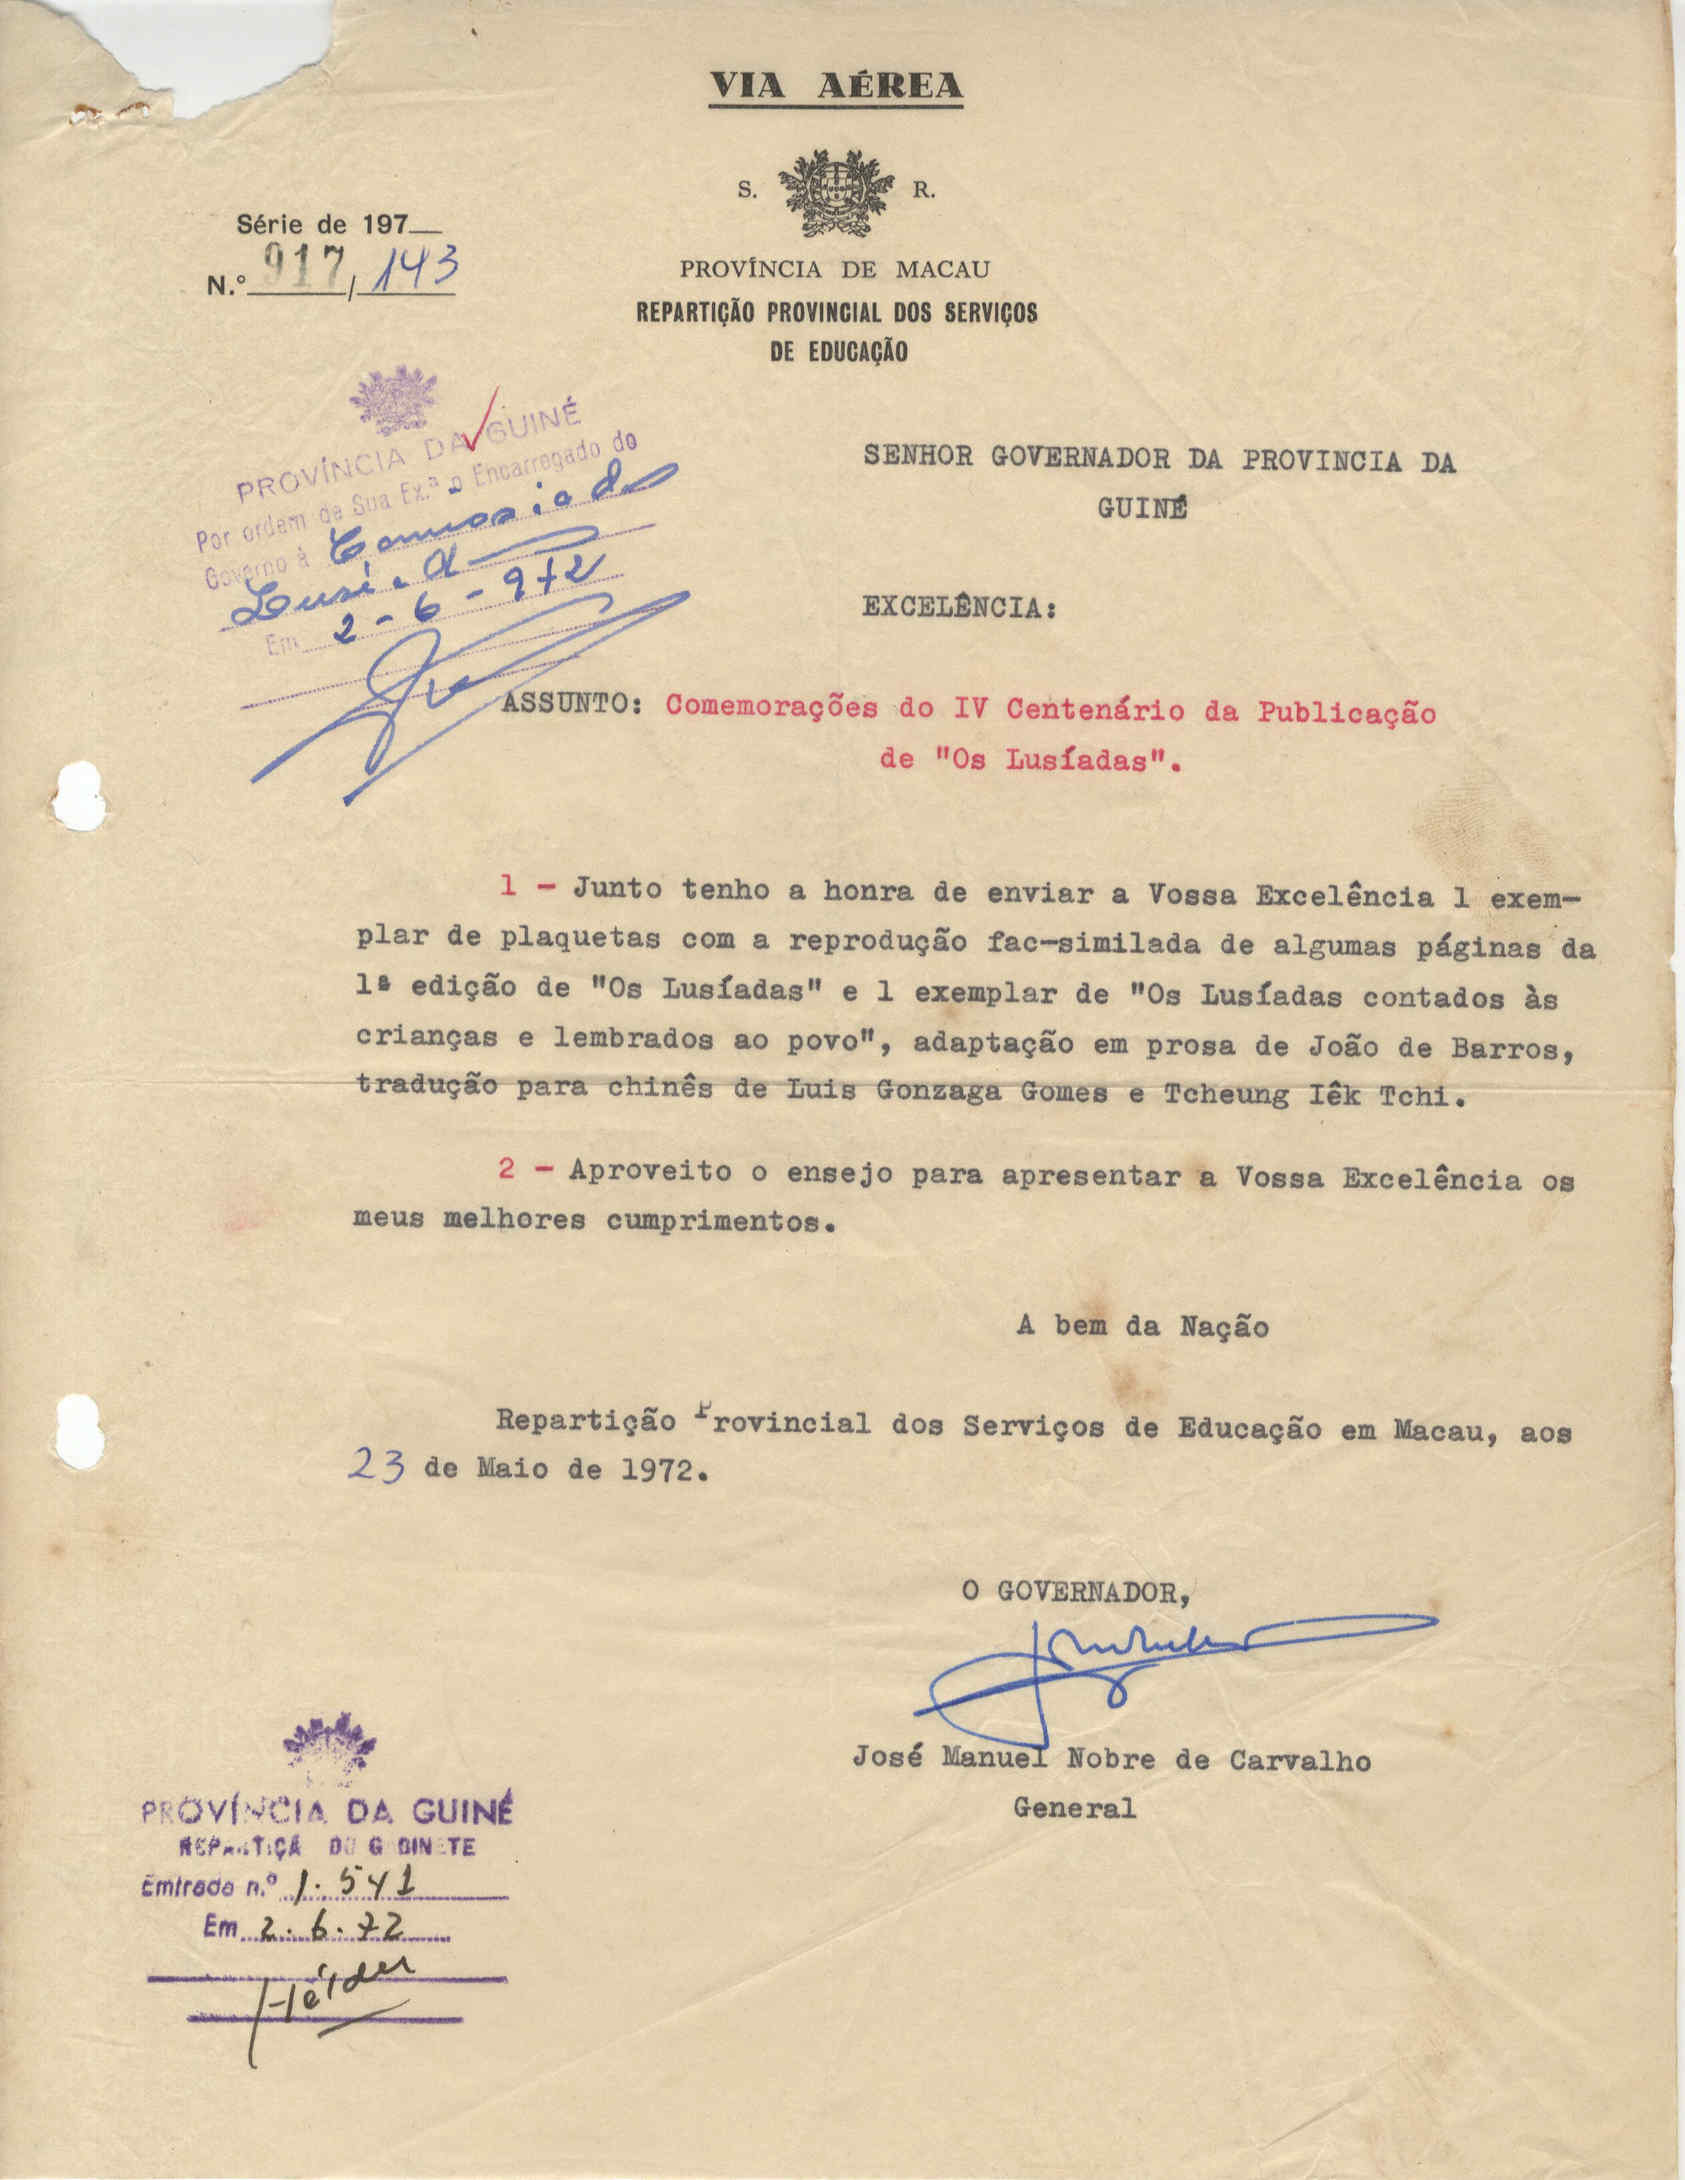 VIA AÉREA
S. R.
Série de 197
N.º 917/143
PROVÍNCIA DE MACAU
REPARTIÇÃO PROVINCIAL DOS SERVIÇOS
DE EDUCAÇÃO
PROVÍNCIA DA GUINÉ
Por ordem de Sua Ex.ª o Encarregado do
Governo à
Em 2-6-972
SENHOR GOVERNADOR DA PROVINCIA DA
GUINÉ
EXCELÊNCIA:
ASSUNTO: Comemorações do IV Centenário da Publicação
de "Os Lusíadas".
1 - Junto tenho a honra de enviar a Vossa Excelência 1 exem-
plar de plaquetas com a reprodução fac-similada de algumas páginas da
1ª edição de "Os Lusíadas" e 1 exemplar de "Os Lusíadas contados às
crianças e lembrados ao povo", adaptação em prosa de João de Barros,
tradução para chinês de Luis Gonzaga Gomes e Tcheung Iêk Tchi.
2 - Aproveito o ensejo para apresentar a Vossa Excelência os
meus melhores cumprimentos.
A bem da Nação
Repartição Provincial dos Serviços de Educação em Macau, aos
23 de Maio de 1972.
O GOVERNADOR,
José Manuel Nobre de Carvalho
General
PROVÍNCIA DA GUINÉ
REPARTIÇÃ DO GABINETE
Entrada n.º 1.541
Em 2.6.72
Hélder